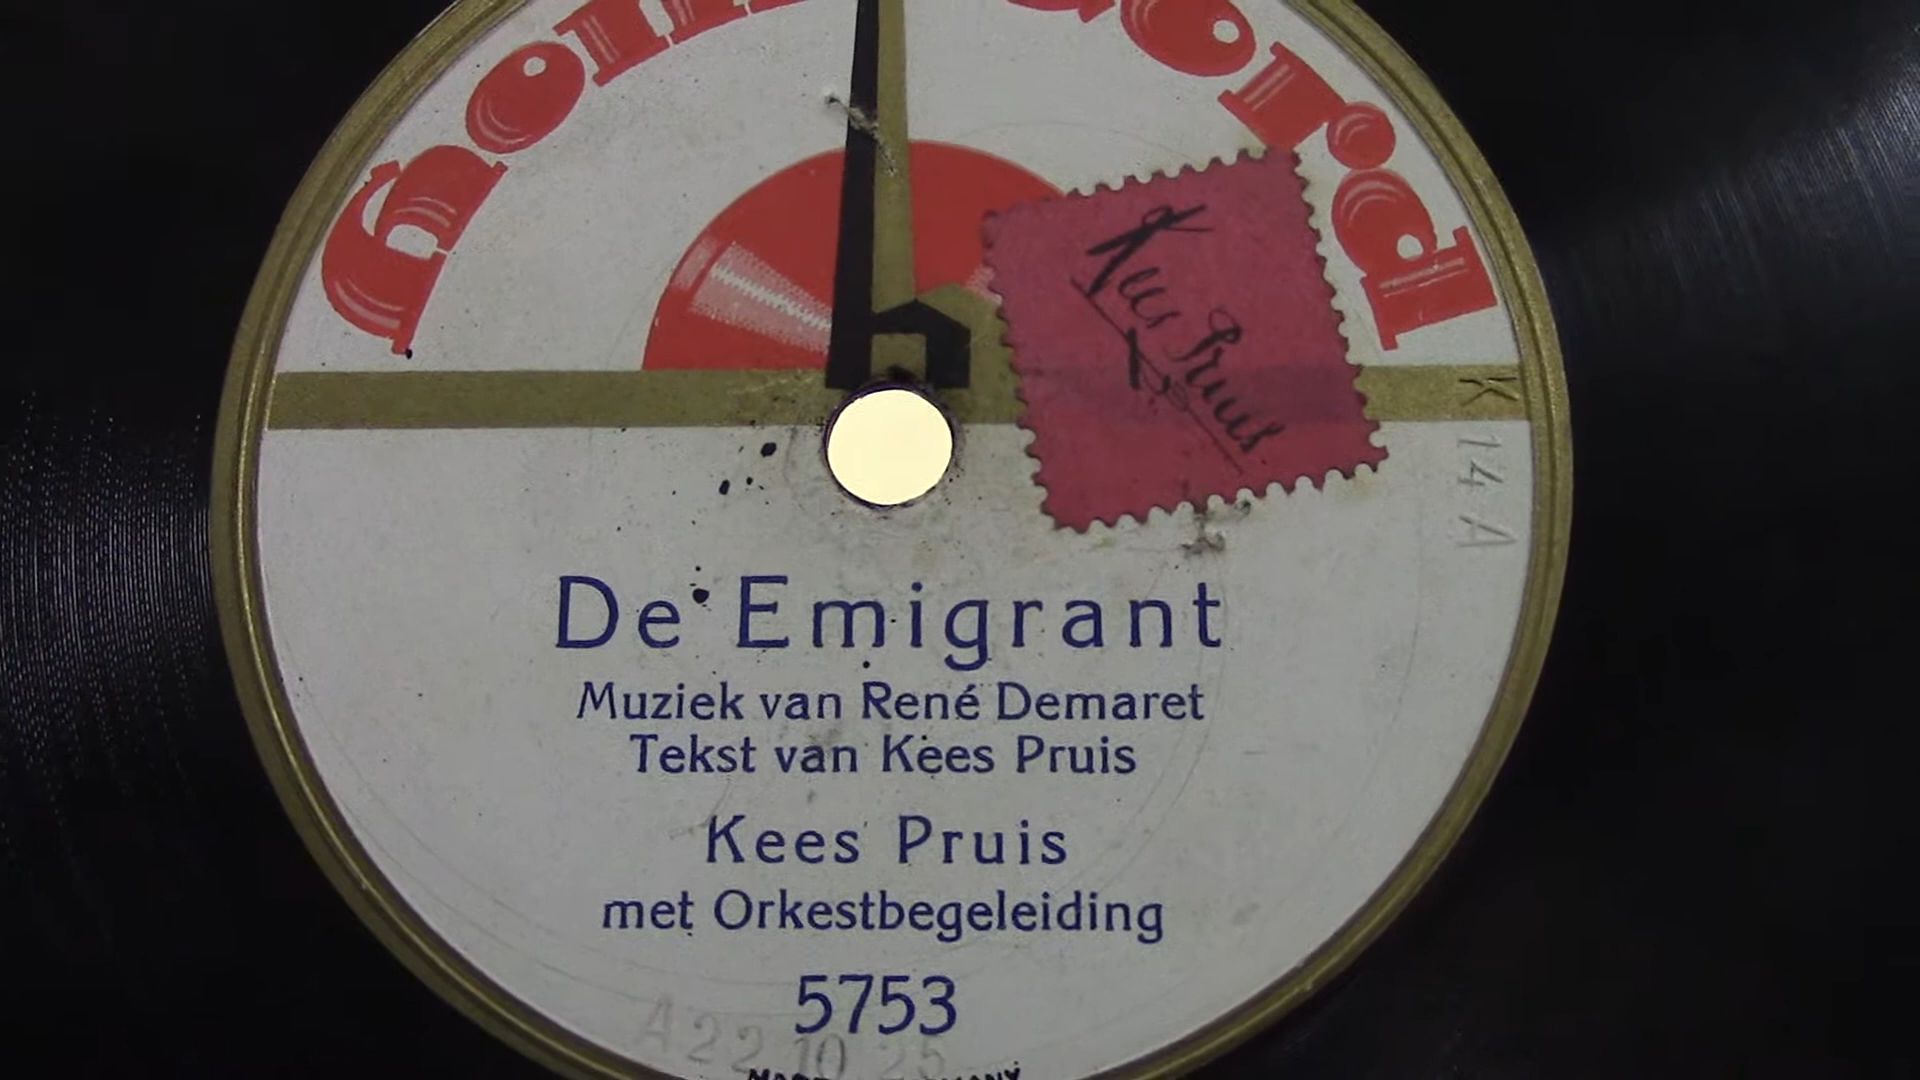 Kees Pruis
K 14 A
De Emigrant
Muziek van René Demaret
Tekst van Kees Pruis
Kees Pruis
met Orkestbegeleiding
5753